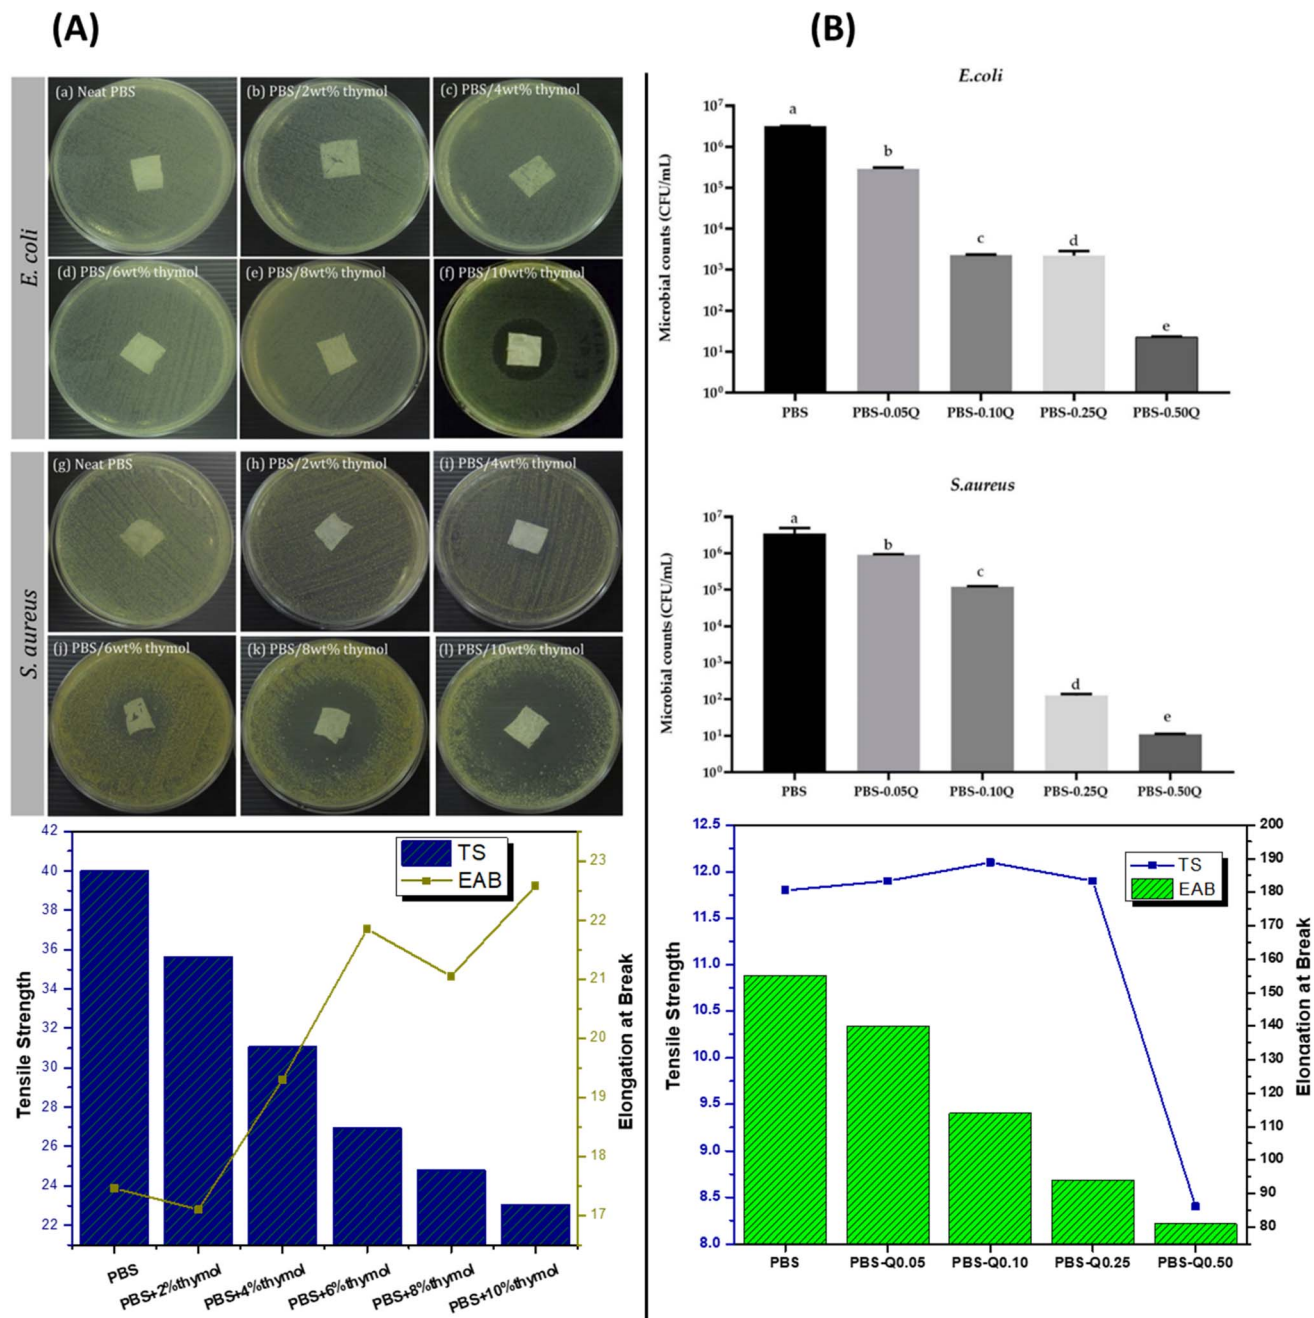 (A)
(B)
E. coli
(a) Neat PBS
(b) PBS/2wt% thymol
(c) PBS/4wt% thymol
(d) PBS/6wt% thymol
(e) PBS/8wt% thymol
(f) PBS/10wt% thymol
S. aureus
(g) Neat PBS
(h) PBS/2wt% thymol
(i) PBS/4wt% thymol
(j) PBS/6wt% thymol
(k) PBS/8wt% thymol
(l) PBS/10wt% thymol
42
40
38
36
34
32
30
28
26
24
22
Tensile Strength
TS
EAB
23
22
21
20
19
18
17
Elongation at Break
PBS
PBS+2%thymol
PBS+4%thymol
PBS+6%thymol
PBS+8%thymol
PBS+10%thymol
E.coli
Microbial counts (CFU/mL)
10⁷
10⁶
10⁵
10⁴
10³
10²
10¹
10⁰
a
b
c
d
e
PBS
PBS-0.05Q
PBS-0.10Q
PBS-0.25Q
PBS-0.50Q
S.aureus
Microbial counts (CFU/mL)
10⁷
10⁶
10⁵
10⁴
10³
10²
10¹
10⁰
a
b
c
d
e
PBS
PBS-0.05Q
PBS-0.10Q
PBS-0.25Q
PBS-0.50Q
12.5
12.0
11.5
11.0
10.5
10.0
9.5
9.0
8.5
8.0
Tensile Strength
TS
EAB
200
190
180
170
160
150
140
130
120
110
100
90
80
Elongation at Break
PBS
PBS-Q0.05
PBS-Q0.10
PBS-Q0.25
PBS-Q0.50